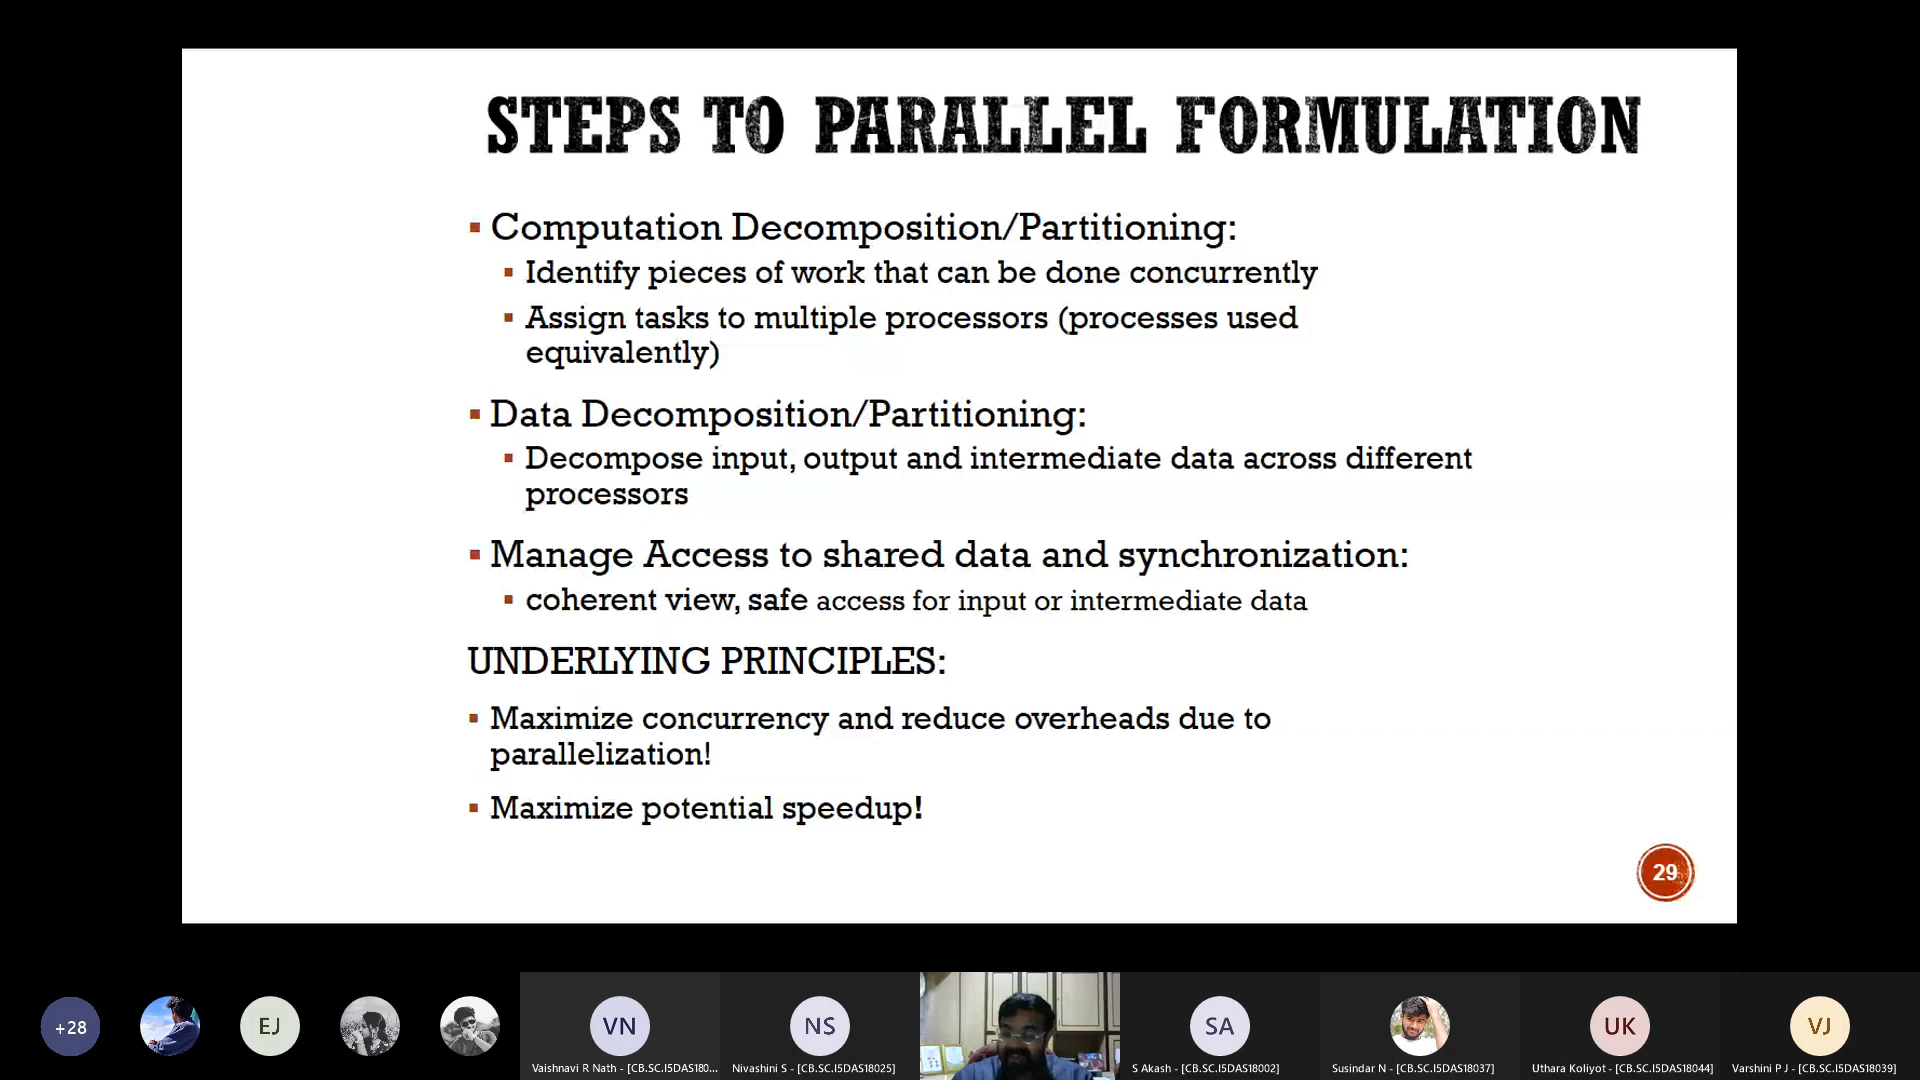 STEPS TO PARALLEL FORMULATION
Computation Decomposition/Partitioning:
Identify pieces of work that can be done concurrently
Assign tasks to multiple processors (processes used
equivalently)
Data Decomposition/Partitioning:
Decompose input, output and intermediate data across different
processors
Manage Access to shared data and synchronization:
coherent view, safe access for input or intermediate data
UNDERLYING PRINCIPLES:
Maximize concurrency and reduce overheads due to
parallelization!
Maximize potential speedup!
29
+28
EJ
VN
NS
SA
UK
VJ
Vaishnavi R Nath - [CB.SC.I5DAS180...
Nivashini S - [CB.SC.I5DAS18025]
S Akash - [CB.SC.I5DAS18002]
Susindar N - [CB.SC.I5DAS18037]
Uthara Koliyot - [CB.SC.I5DAS18044]
Varshini P J - [CB.SC.I5DAS18039]